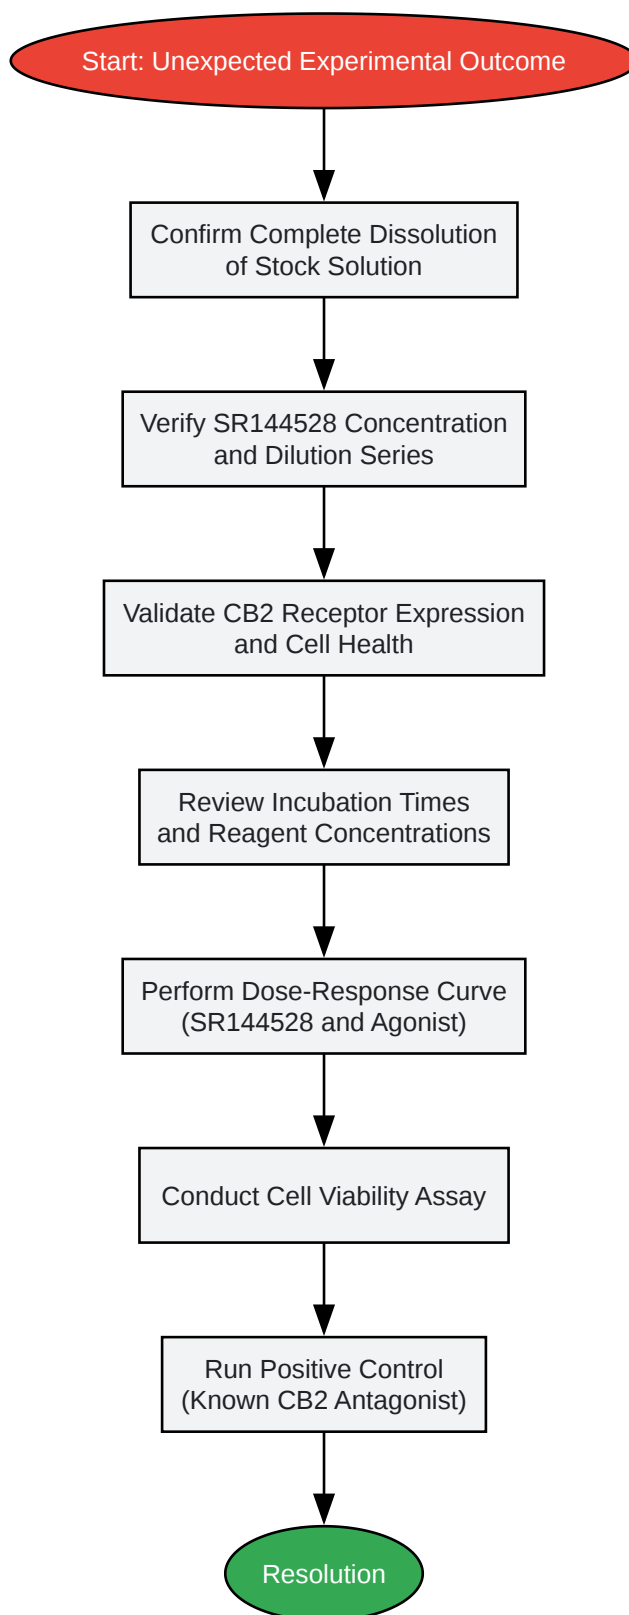 Start: Unexpected Experimental Outcome
Confirm Complete Dissolution
of Stock Solution
Verify SR144528 Concentration
and Dilution Series
Validate CB2 Receptor Expression
and Cell Health
Review Incubation Times
and Reagent Concentrations
Perform Dose-Response Curve
(SR144528 and Agonist)
Conduct Cell Viability Assay
Run Positive Control
(Known CB2 Antagonist)
Resolution